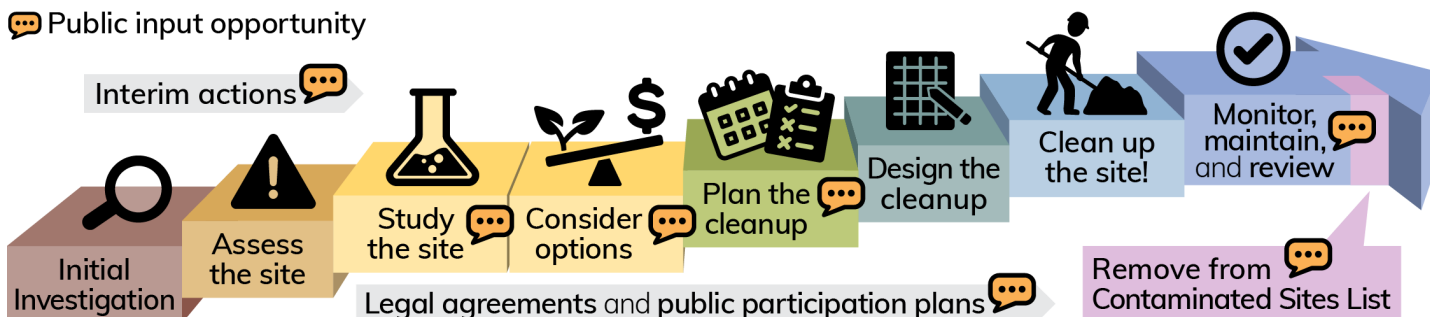 Public input opportunity
Interim actions
Initial
Investigation
Assess
the site
Study
the site
Consider
options
Plan the
cleanup
Design the
cleanup
Clean up
the site!
Monitor,
maintain,
and review
Legal agreements and public participation plans
Remove from
Contaminated Sites List